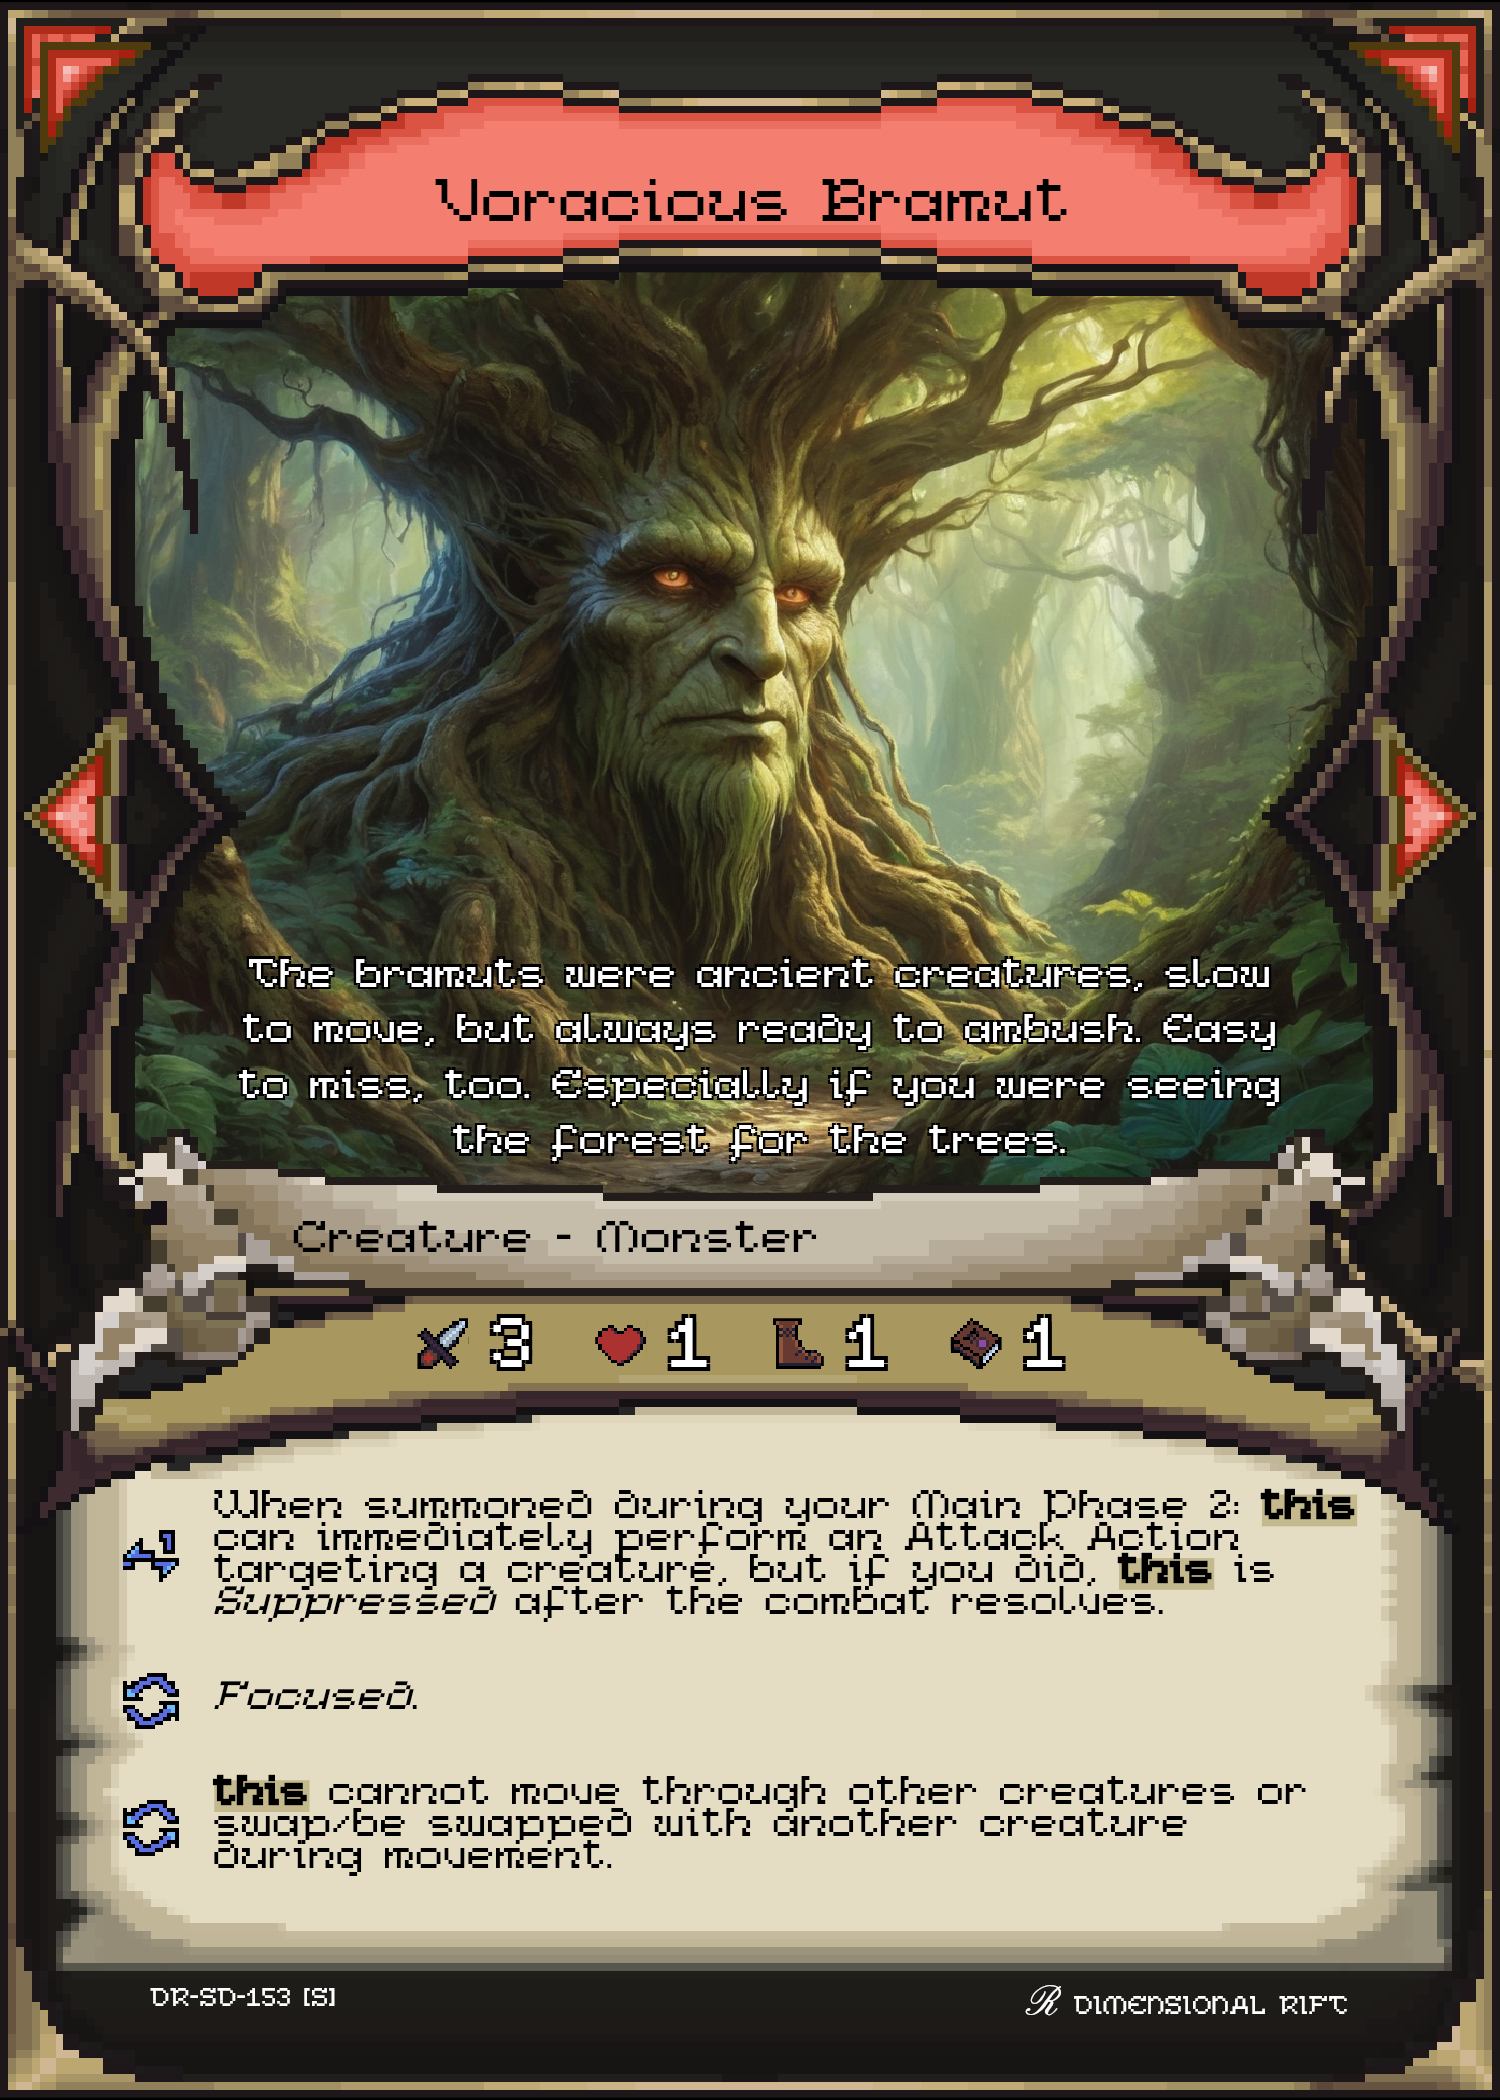 Voracious Bramut
The bramuts were ancient creatures, slow
to move, but always ready to ambush. Easy
to miss, too. Especially if you were seeing
the forest for the trees.
Creature - Monster
3 1 1 1
When summoned during your Main Phase 2: this
can immediately perform an Attack Action
targeting a creature, but if you did, this is
Suppressed after the combat resolves.
Focused.
this cannot move through other creatures or
swap/be swapped with another creature
during movement.
DR-SD-153 [S]
R DIMENSIONAL RIFT